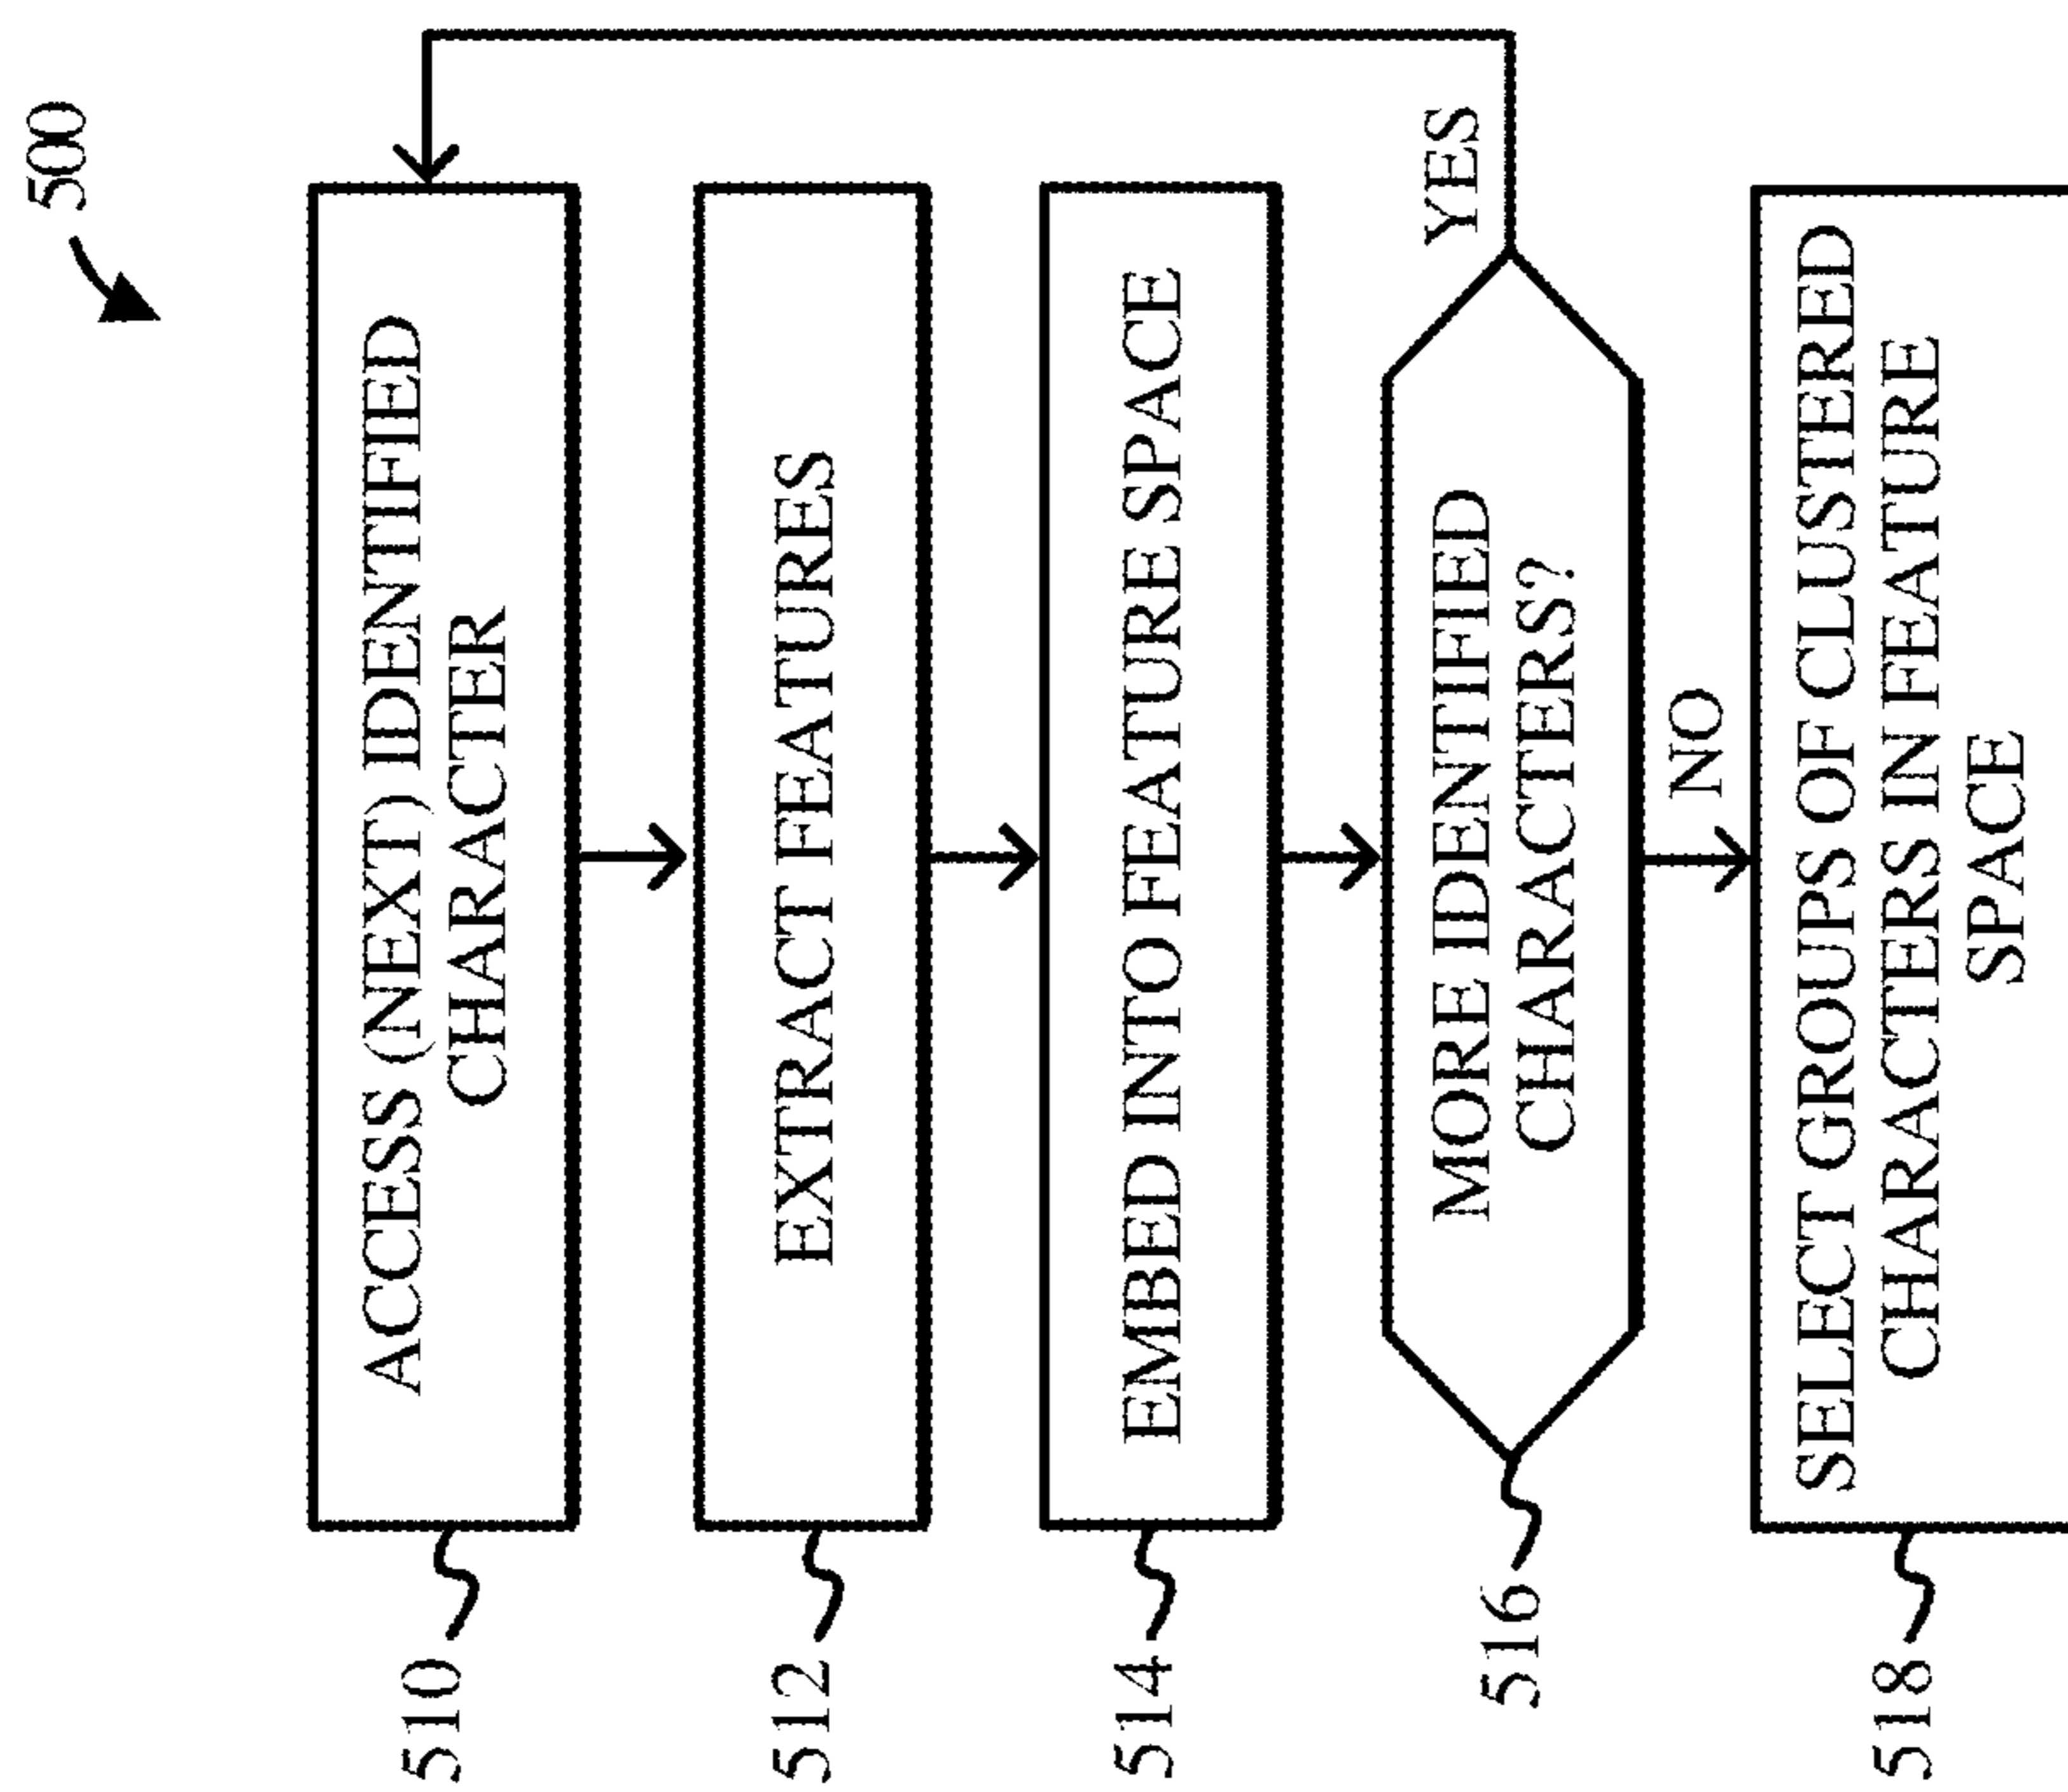 500
ACCESS (NEXT) IDENTIFIED
CHARACTER
510
EXTRACT FEATURES
512
EMBED INTO FEATURE SPACE
514
YES
MORE IDENTIFIED
CHARACTERS?
516
NO
SELECT GROUPS OF CLUSTERED
CHARACTERS IN FEATURE
SPACE
518